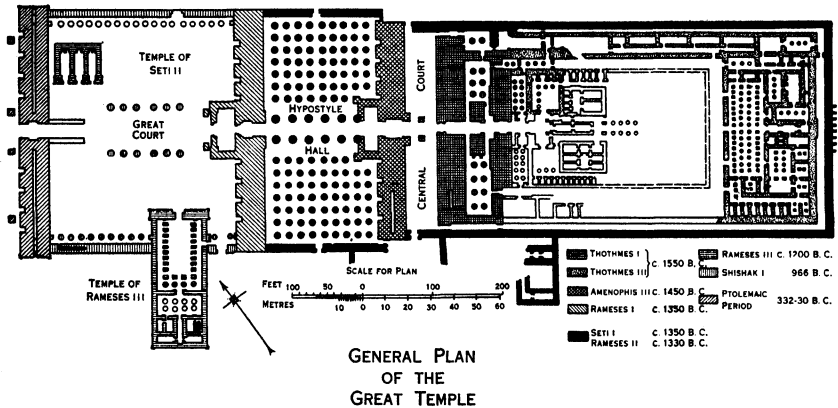 TEMPLE OF
SETI II
GREAT
COURT
HYPOSTYLE
HALL
COURT
CENTRAL
TEMPLE OF
RAMESES III
SCALE FOR PLAN
FEET 100 50 0 100 200
METRES 10 0 10 20 30 40 50 60
THOTHMES I
THOTHMES III } C. 1550 B.C.
AMENOPHIS III C. 1450 B.C.
RAMESES I C. 1350 B.C.
SETI I C. 1350 B.C.
RAMESES II C. 1330 B.C.
RAMESES III C. 1200 B.C.
SHISHAK I 966 B.C.
PTOLEMAIC
PERIOD 332-30 B.C.
GENERAL PLAN
OF THE
GREAT TEMPLE